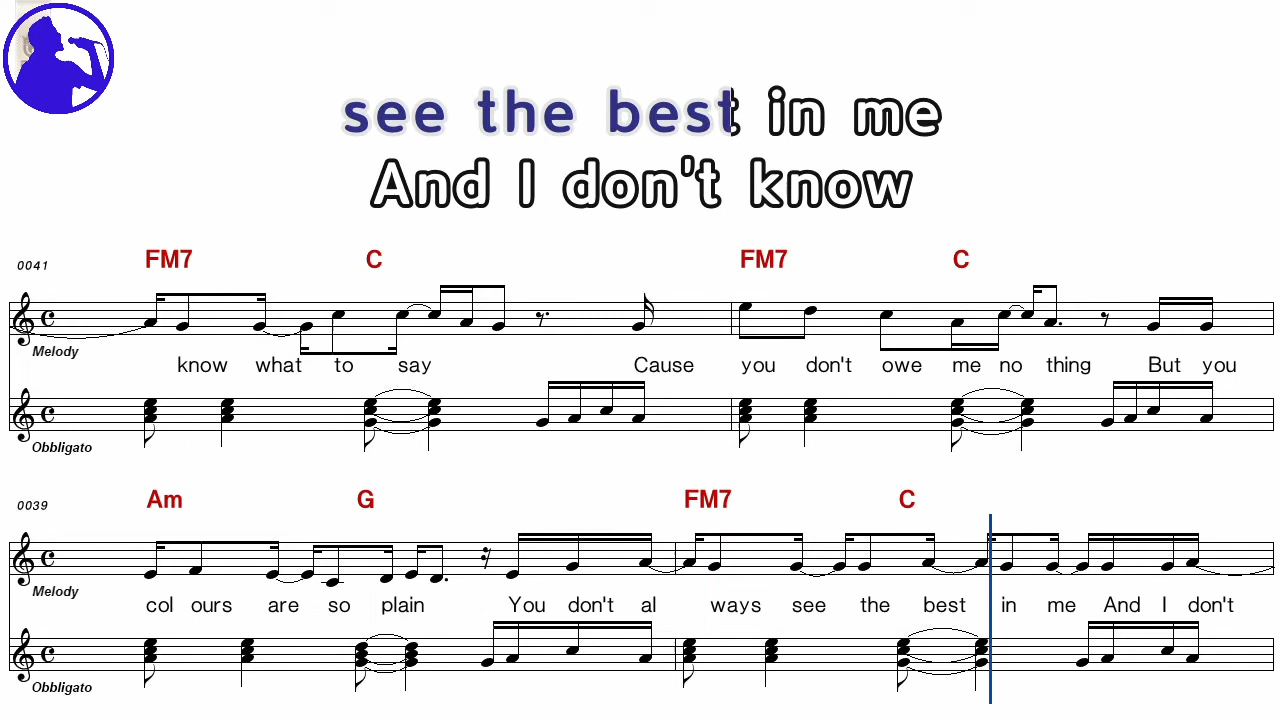 see the best in me
And I don't know
0041 FM7 C FM7 C
Melody
know what to say Cause you don't owe me no thing But you
Obbligato
0039 Am G FM7 C
Melody
col ours are so plain You don't al ways see the best in me And I don't
Obbligato